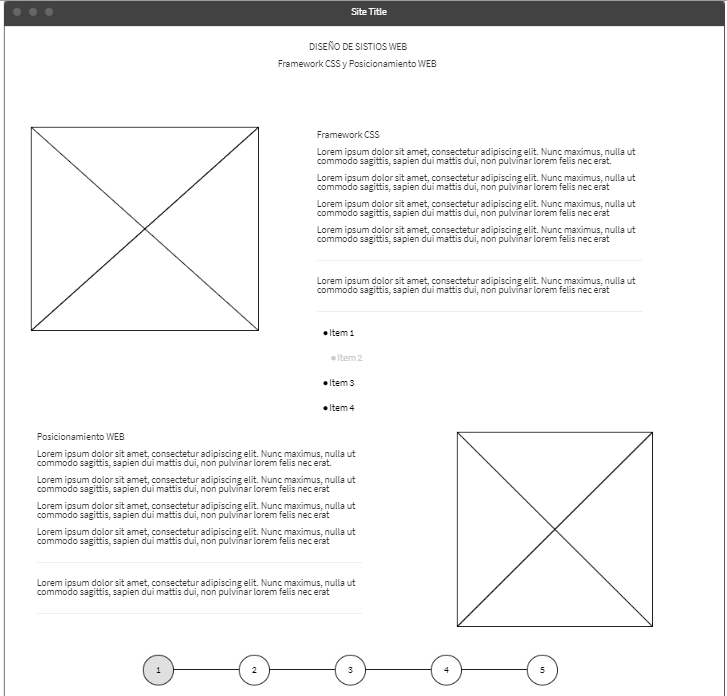 Site Title
DISEÑO DE SISTIOS WEB
Framework CSS y Posicionamiento WEB
Framework CSS
Lorem ipsum dolor sit amet, consectetur adipiscing elit. Nunc maximus, nulla ut
commodo sagittis, sapien dui mattis dui, non pulvinar lorem felis nec erat.
Lorem ipsum dolor sit amet, consectetur adipiscing elit. Nunc maximus, nulla ut
commodo sagittis, sapien dui mattis dui, non pulvinar lorem felis nec erat
Lorem ipsum dolor sit amet, consectetur adipiscing elit. Nunc maximus, nulla ut
commodo sagittis, sapien dui mattis dui, non pulvinar lorem felis nec erat
Lorem ipsum dolor sit amet, consectetur adipiscing elit. Nunc maximus, nulla ut
commodo sagittis, sapien dui mattis dui, non pulvinar lorem felis nec erat
Lorem ipsum dolor sit amet, consectetur adipiscing elit. Nunc maximus, nulla ut
commodo sagittis, sapien dui mattis dui, non pulvinar lorem felis nec erat
● Item 1
● Item 2
● Item 3
● Item 4
Posicionamiento WEB
Lorem ipsum dolor sit amet, consectetur adipiscing elit. Nunc maximus, nulla ut
commodo sagittis, sapien dui mattis dui, non pulvinar lorem felis nec erat.
Lorem ipsum dolor sit amet, consectetur adipiscing elit. Nunc maximus, nulla ut
commodo sagittis, sapien dui mattis dui, non pulvinar lorem felis nec erat
Lorem ipsum dolor sit amet, consectetur adipiscing elit. Nunc maximus, nulla ut
commodo sagittis, sapien dui mattis dui, non pulvinar lorem felis nec erat
Lorem ipsum dolor sit amet, consectetur adipiscing elit. Nunc maximus, nulla ut
commodo sagittis, sapien dui mattis dui, non pulvinar lorem felis nec erat
Lorem ipsum dolor sit amet, consectetur adipiscing elit. Nunc maximus, nulla ut
commodo sagittis, sapien dui mattis dui, non pulvinar lorem felis nec erat
1 2 3 4 5